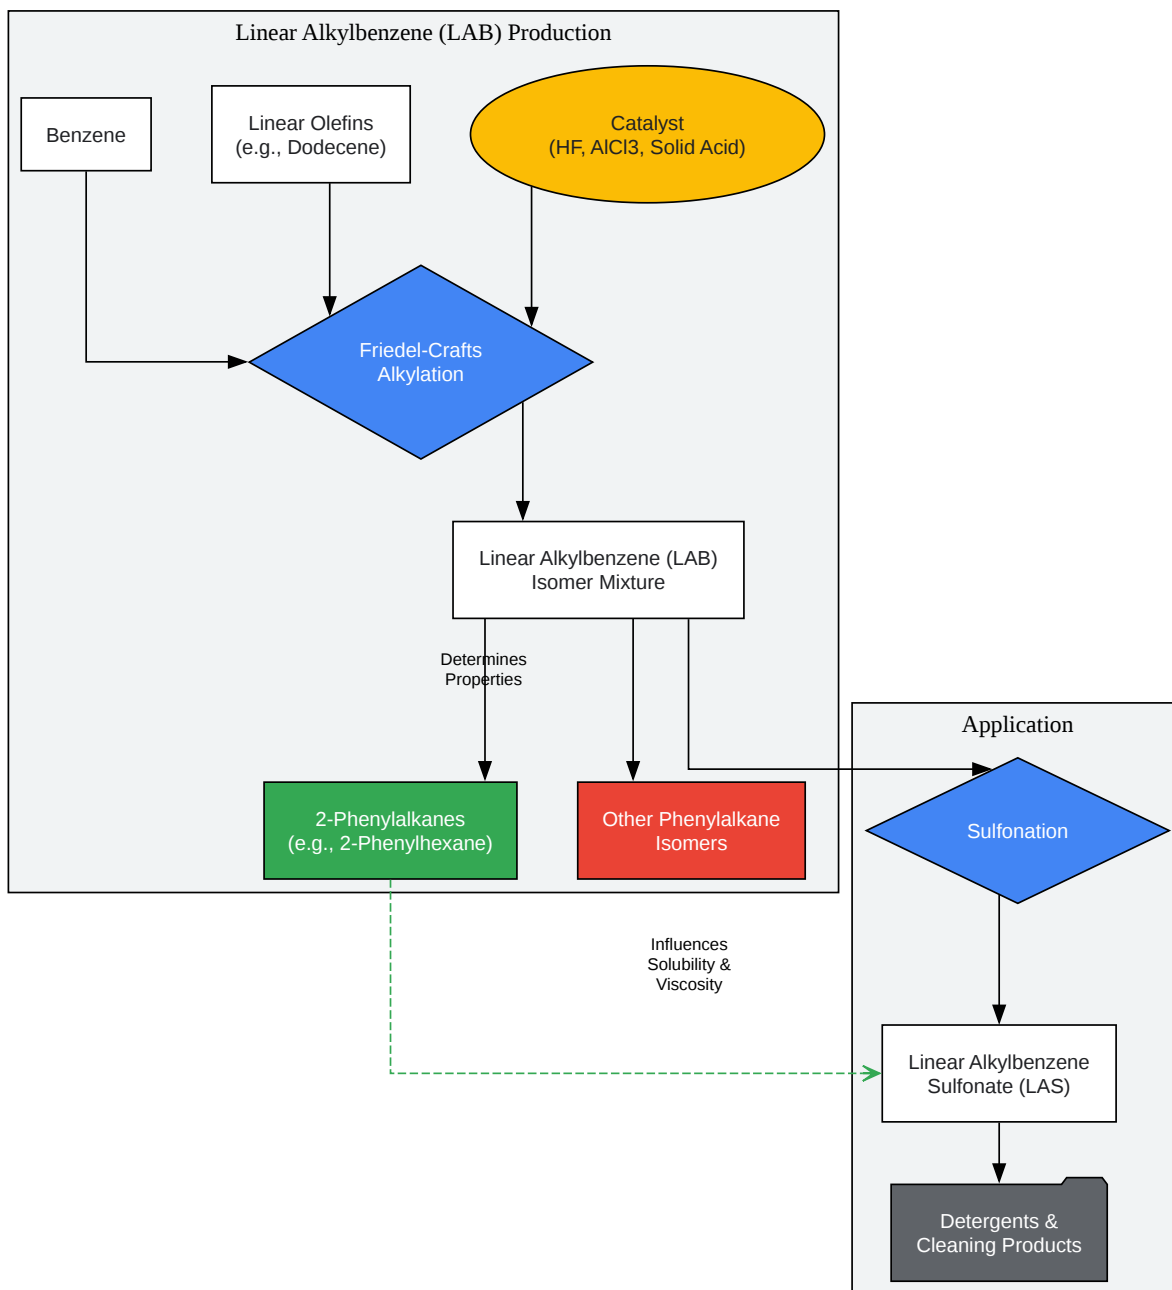 Linear Alkylbenzene (LAB) Production
Benzene
Linear Olefins
(e.g., Dodecene)
Catalyst
(HF, AlCl3, Solid Acid)
Friedel-Crafts
Alkylation
Linear Alkylbenzene (LAB)
Isomer Mixture
Determines
Properties
2-Phenylalkanes
(e.g., 2-Phenylhexane)
Other Phenylalkane
Isomers
Application
Sulfonation
Influences
Solubility &
Viscosity
Linear Alkylbenzene
Sulfonate (LAS)
Detergents &
Cleaning Products